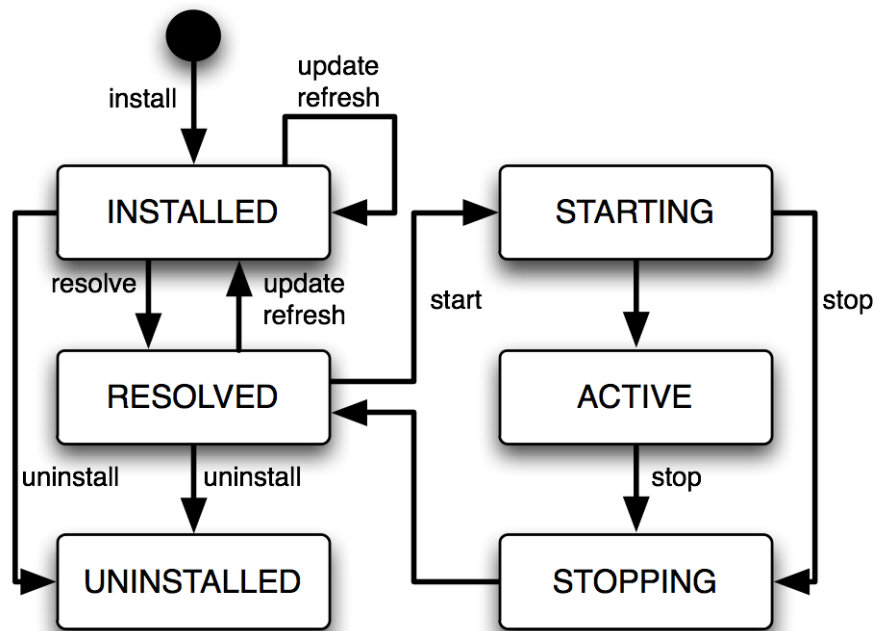 update
refresh
install
INSTALLED
STARTING
resolve
update
refresh
start
stop
RESOLVED
ACTIVE
uninstall
uninstall
stop
UNINSTALLED
STOPPING